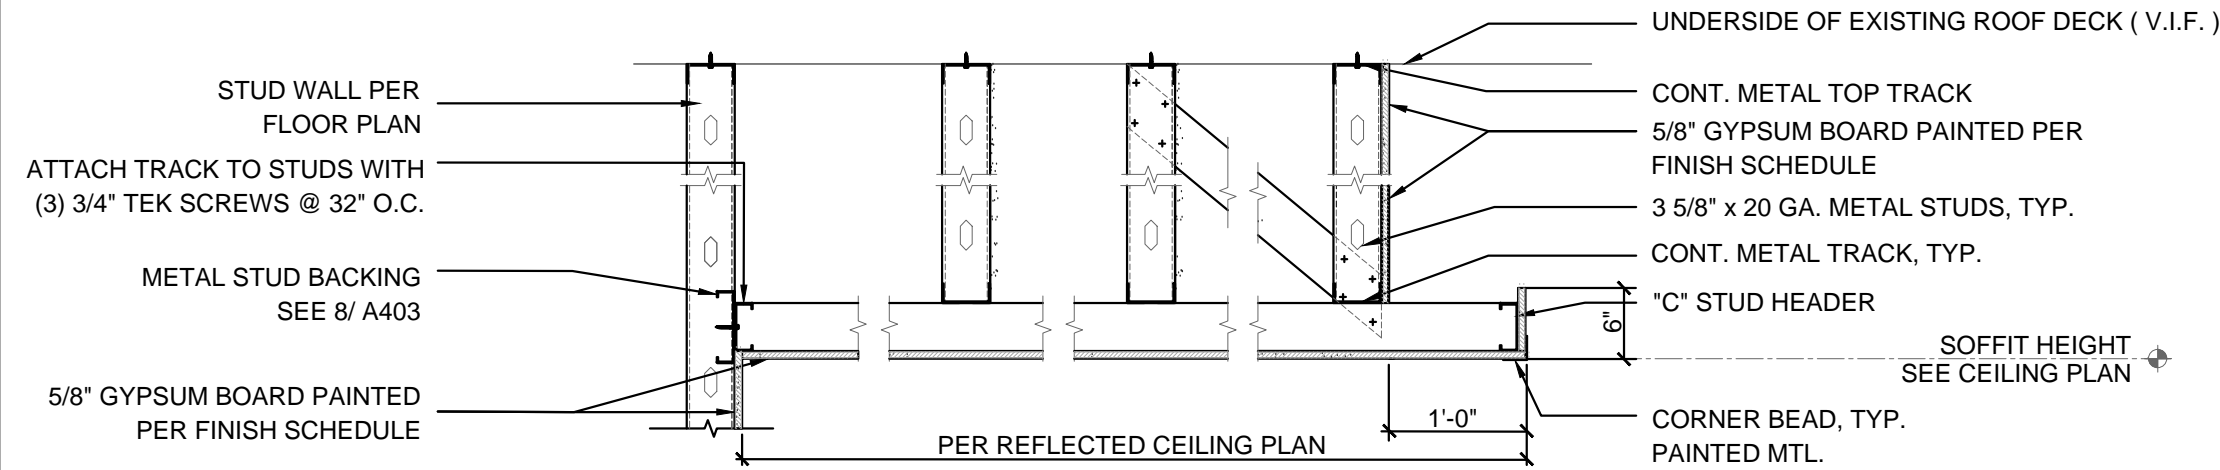 STUD WALL PER
FLOOR PLAN
ATTACH TRACK TO STUDS WITH
(3) 3/4" TEK SCREWS @ 32" O.C.
METAL STUD BACKING
SEE 8/ A403
5/8" GYPSUM BOARD PAINTED
PER FINISH SCHEDULE
UNDERSIDE OF EXISTING ROOF DECK ( V.I.F. )
CONT. METAL TOP TRACK
5/8" GYPSUM BOARD PAINTED PER
FINISH SCHEDULE
3 5/8" x 20 GA. METAL STUDS, TYP.
CONT. METAL TRACK, TYP.
"C" STUD HEADER
6"
SOFFIT HEIGHT
SEE CEILING PLAN
CORNER BEAD, TYP.
PAINTED MTL.
1'-0"
PER REFLECTED CEILING PLAN